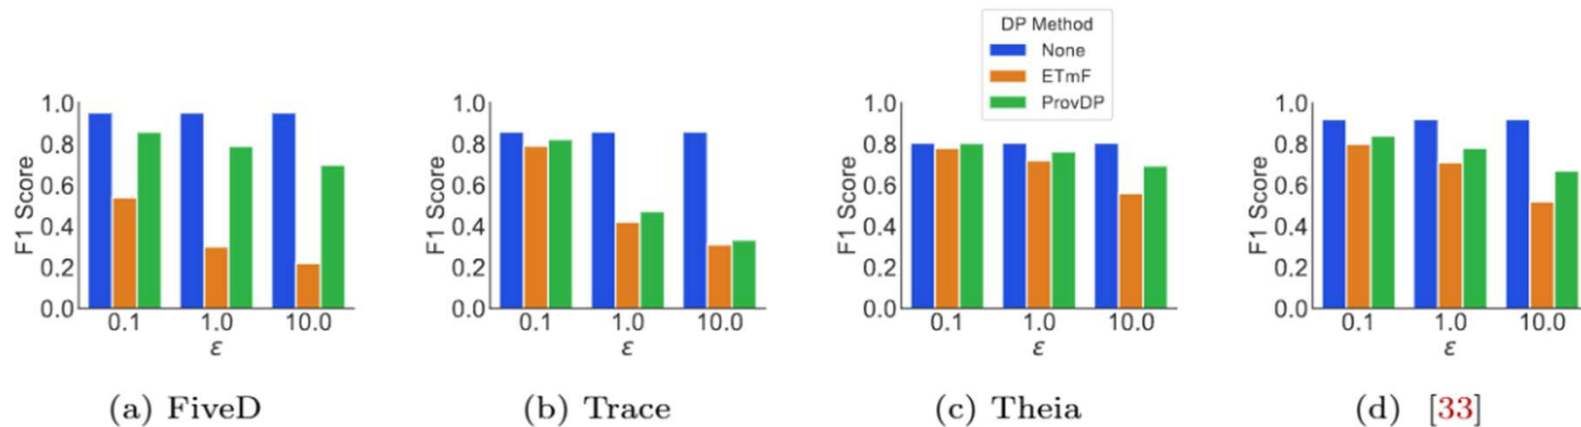 DP Method
None
ETmF
ProvDP
1.0
0.8
0.6
0.4
0.2
0.0
F1 Score
0.1 1.0 10.0
ε
(a) FiveD
1.0
0.8
0.6
0.4
0.2
0.0
F1 Score
0.1 1.0 10.0
ε
(b) Trace
1.0
0.8
0.6
0.4
0.2
0.0
F1 Score
0.1 1.0 10.0
ε
(c) Theia
1.0
0.8
0.6
0.4
0.2
0.0
F1 Score
0.1 1.0 10.0
ε
(d) [33]